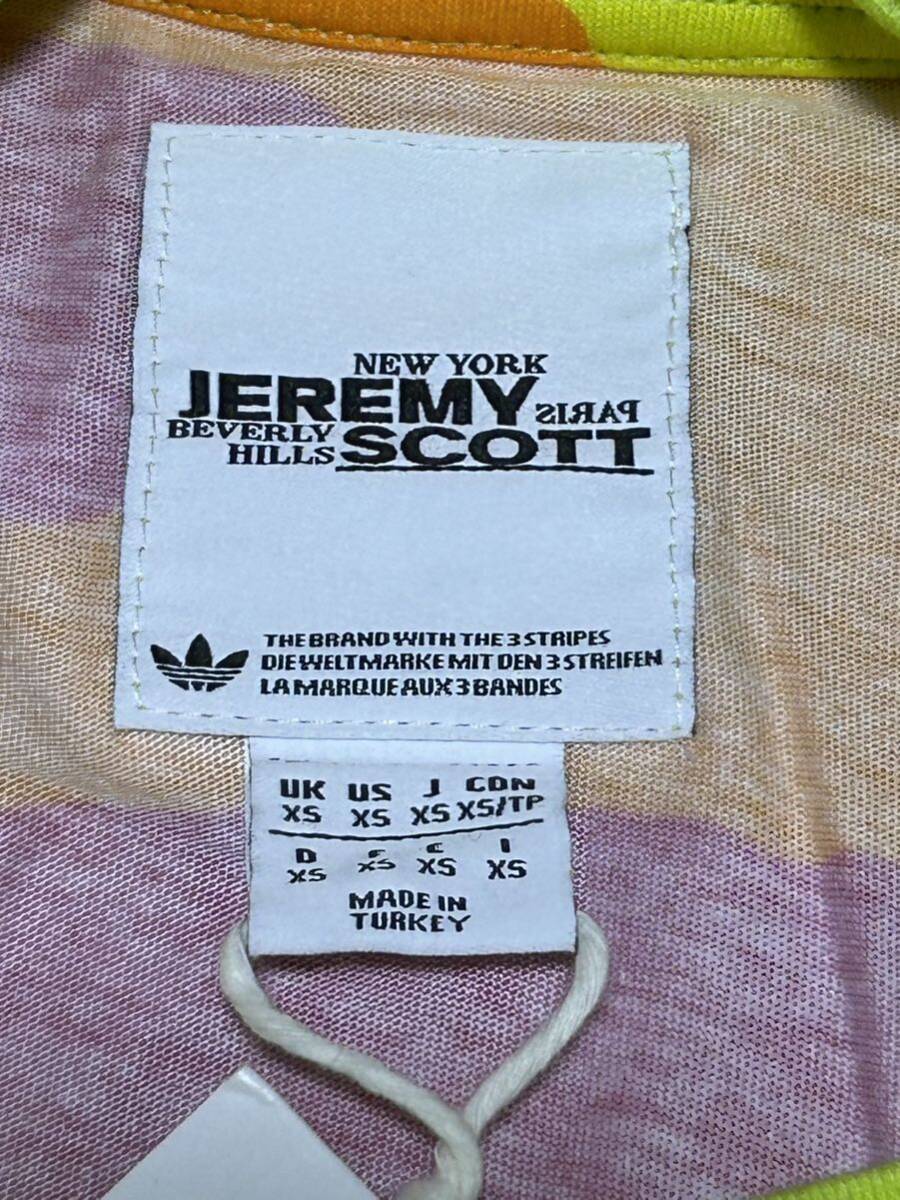 NEW YORK
JEREMY PARIS
BEVERLY SCOTT
HILLS
THE BRAND WITH THE 3 STRIPES
DIE WELTMARKE MIT DEN 3 STREIFEN
LA MARQUE AUX 3 BANDES
UK US J CDN
XS XS XS XS/TP
D F E I
XS XS XS XS
MADE IN
TURKEY